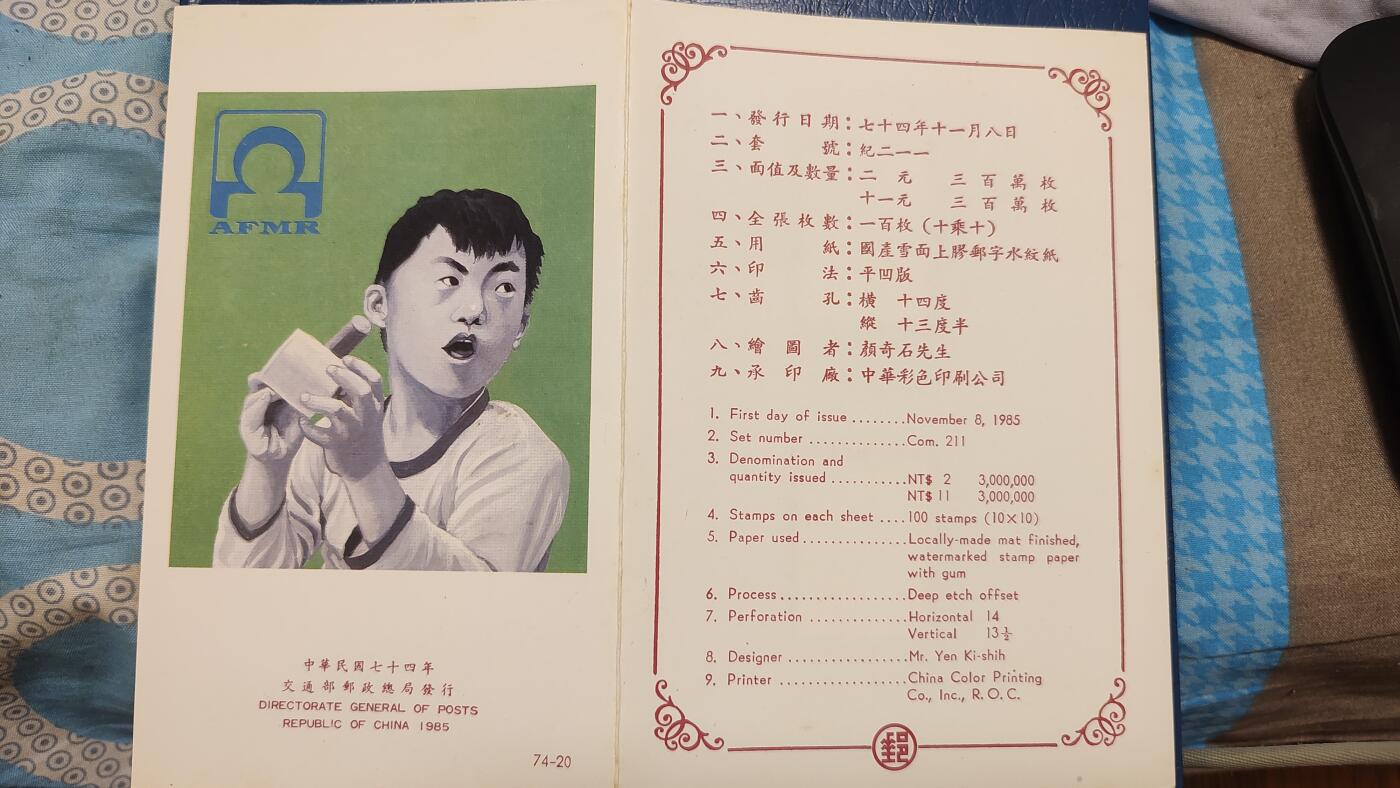 AFMR
中華民國七十四年
交通部郵政總局發行
DIRECTORATE GENERAL OF POSTS
REPUBLIC OF CHINA 1985
74-20
一、發行日期：七十四年十一月八日
二、套號：紀二一一
三、面值及數量：二元 三百萬枚
十一元 三百萬枚
四、全張枚數：一百枚（十乘十）
五、用紙：國產雪面上膠郵字水紋紙
六、印法：平凹版
七、齒孔：橫 十四度
縱 十三度半
八、繪圖者：顏奇石先生
九、承印廠：中華彩色印刷公司
1. First day of issue ........November 8, 1985
2. Set number .............Com. 211
3. Denomination and
quantity issued ...........NT$ 2 3,000,000
NT$ 11 3,000,000
4. Stamps on each sheet ....100 stamps (10×10)
5. Paper used...............Locally-made mat finished,
watermarked stamp paper
with gum
6. Process..................Deep etch offset
7. Perforation .............Horizontal 14
Vertical 13½
8. Designer .................Mr. Yen Ki-shih
9. Printer ..................China Color Printing
Co., Inc., R. O. C.
郵